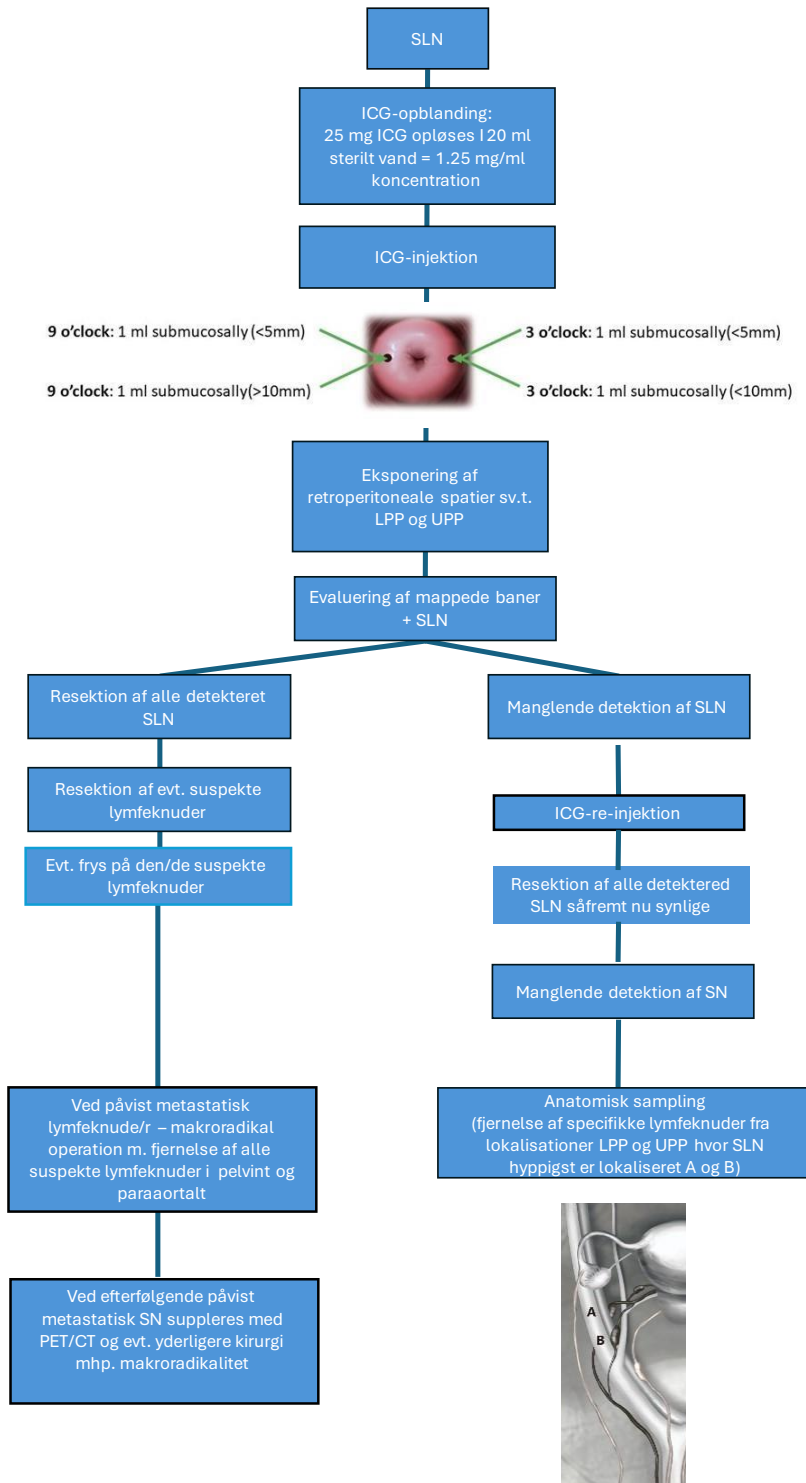 SLN
ICG-opblanding:
25 mg ICG opløses I 20 ml
sterilt vand = 1.25 mg/ml
koncentration
ICG-injektion
9 o’clock: 1 ml submucosally (<5mm)
3 o’clock: 1 ml submucosally(<5mm)
9 o’clock: 1 ml submucosally(>10mm)
3 o’clock: 1 ml submucosally (<10mm)
Eksponering af
retroperitoneale spatier sv.t.
LPP og UPP
Evaluering af mappede baner
+ SLN
Resektion af alle detekteret
SLN
Resektion af evt. suspekte
lymfeknuder
Evt. frys på den/de suspekte
lymfeknuder
Ved påvist metastatisk
lymfeknude/r – makroradikal
operation m. fjernelse af alle
suspekte lymfeknuder i pelvint og
paraaortalt
Ved efterfølgende påvist
metastatisk SN suppleres med
PET/CT og evt. yderligere kirurgi
mhp. makroradikalitet
Manglende detektion af SLN
ICG-re-injektion
Resektion af alle detektered
SLN såfremt nu synlige
Manglende detektion af SN
Anatomisk sampling
(fjernelse af specifikke lymfeknuder fra
lokalisationer LPP og UPP hvor SLN
hyppigst er lokaliseret A og B)
A
B